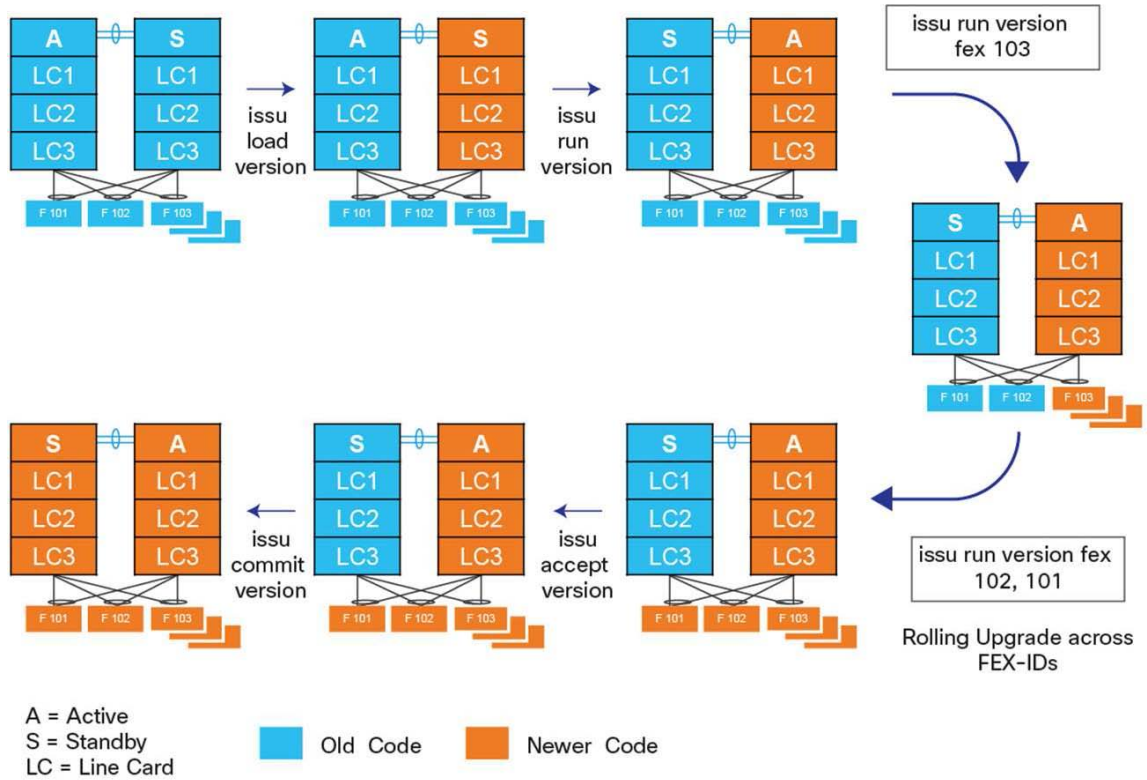 A S
LC1 LC1
LC2 LC2
LC3 LC3
F 101 F 102 F 103
issu
load
version
A S
LC1 LC1
LC2 LC2
LC3 LC3
F 101 F 102 F 103
issu
run
version
S A
LC1 LC1
LC2 LC2
LC3 LC3
F 101 F 102 F 103
issu run version
fex 103
S A
LC1 LC1
LC2 LC2
LC3 LC3
F 101 F 102 F 103
issu run version fex
102, 101
Rolling Upgrade across
FEX-IDs
S A
LC1 LC1
LC2 LC2
LC3 LC3
F 101 F 102 F 103
issu
accept
version
S A
LC1 LC1
LC2 LC2
LC3 LC3
F 101 F 102 F 103
issu
commit
version
S A
LC1 LC1
LC2 LC2
LC3 LC3
F 101 F 102 F 103
A = Active
S = Standby
LC = Line Card
Old Code
Newer Code